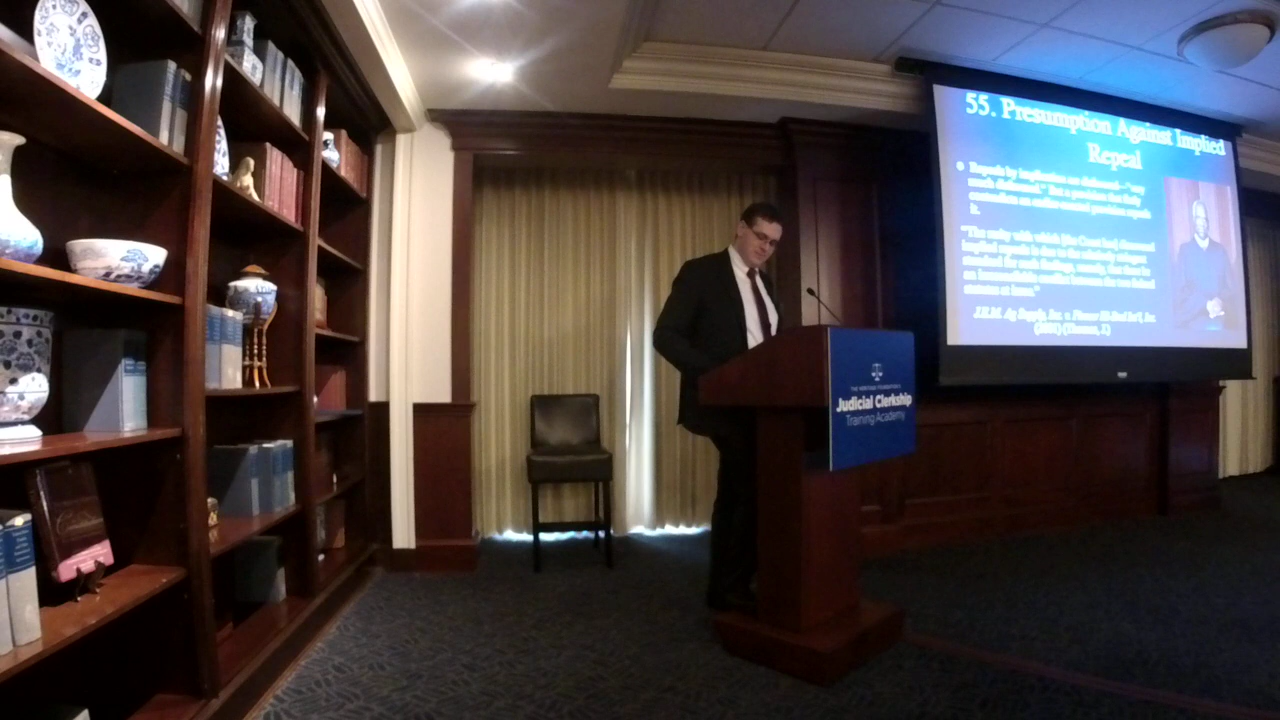 55. Presumption Against Implied
Repeal
Repeals by implication are disfavored—"very
much disfavored." But a provision that flatly
contradicts an earlier-enacted provision repeals
it.
"The rarity with which [the Court has] discovered
implied repeals is due to the relatively stringent
standard for such findings, namely, that there be
an irreconcilable conflict between the two federal
statutes at issue."
J.E.M. Ag Supply, Inc. v. Pioneer Hi-Bred Int'l, Inc.
(2001) (Thomas, J.)
THE HERITAGE FOUNDATION'S
Judicial Clerkship
Training Academy